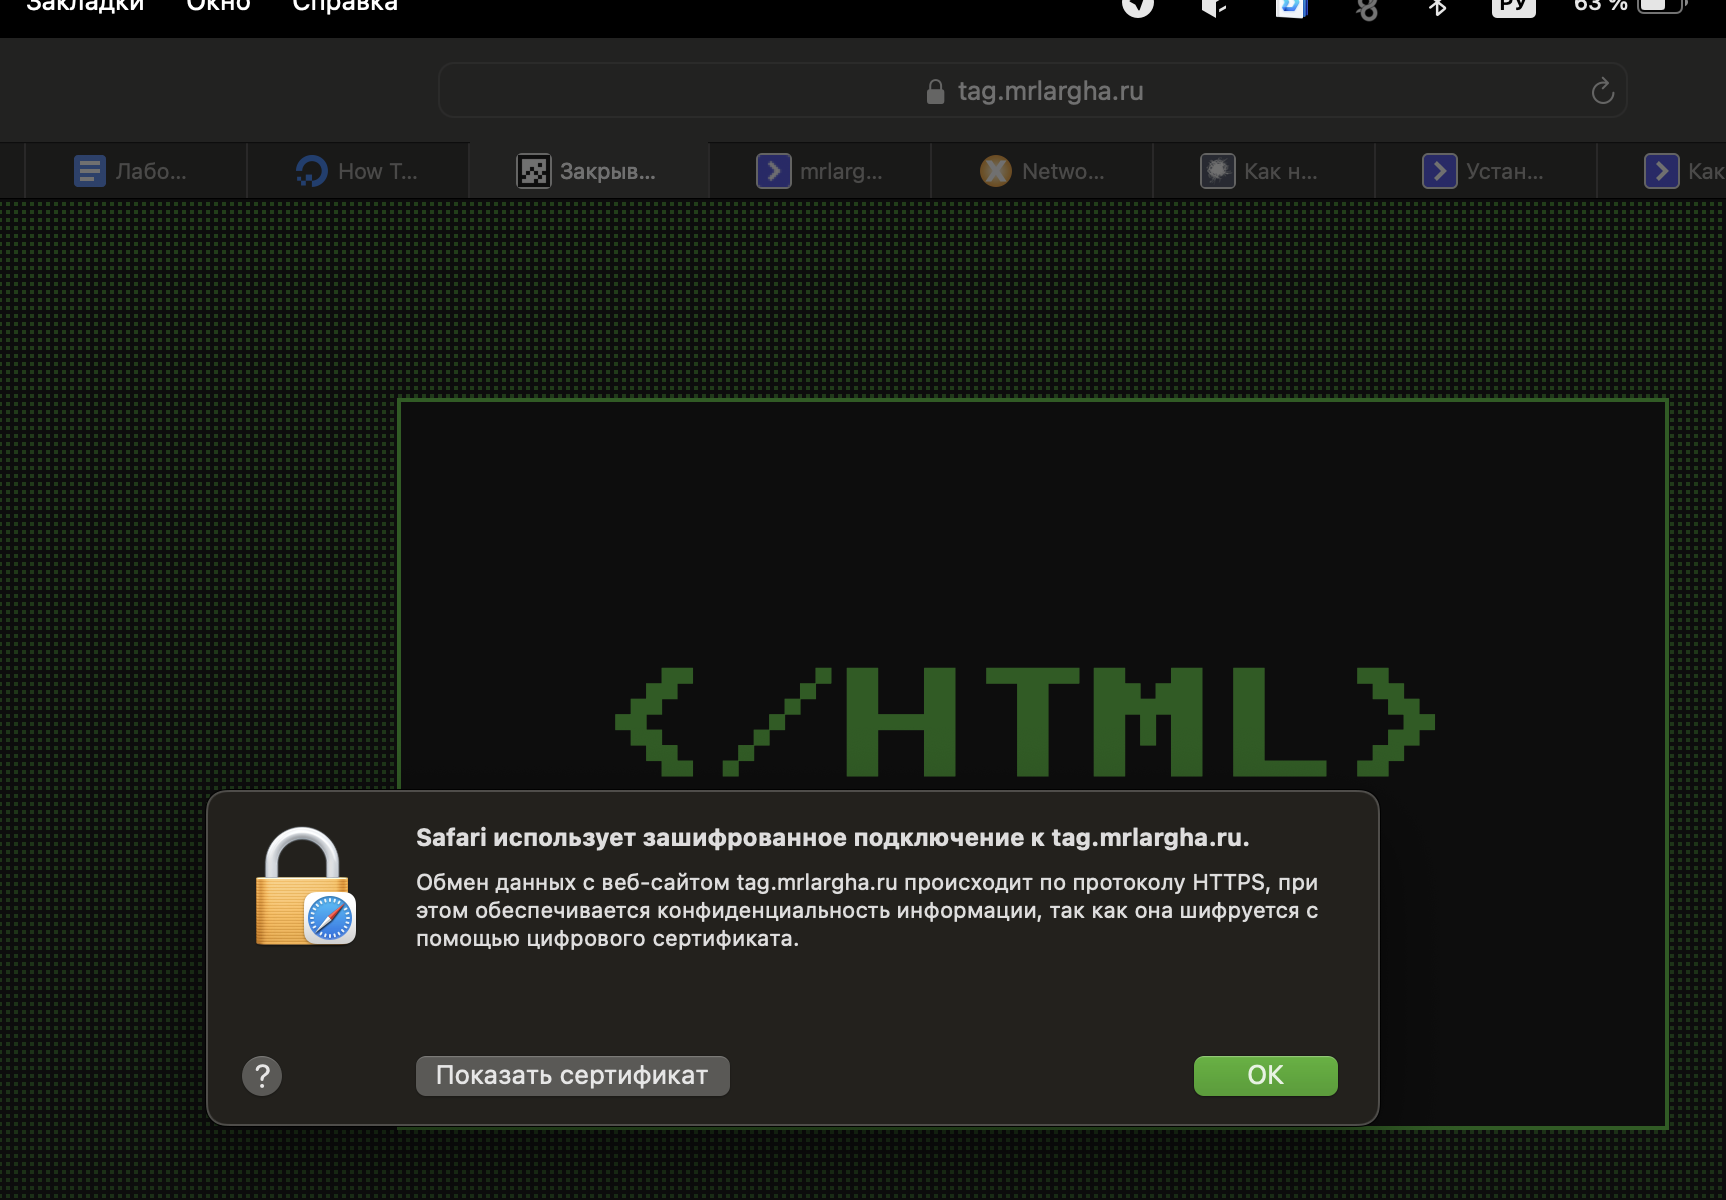 Закладки Окно Справка
РУ 63 %
tag.mrlargha.ru
Лабо... How T... Закрыв... mrlarg... Netwo... Как н... Устан... Как
</HTML>
Safari использует зашифрованное подключение к tag.mrlargha.ru.
Обмен данных с веб-сайтом tag.mrlargha.ru происходит по протоколу HTTPS, при
этом обеспечивается конфиденциальность информации, так как она шифруется с
помощью цифрового сертификата.
? Показать сертификат OK